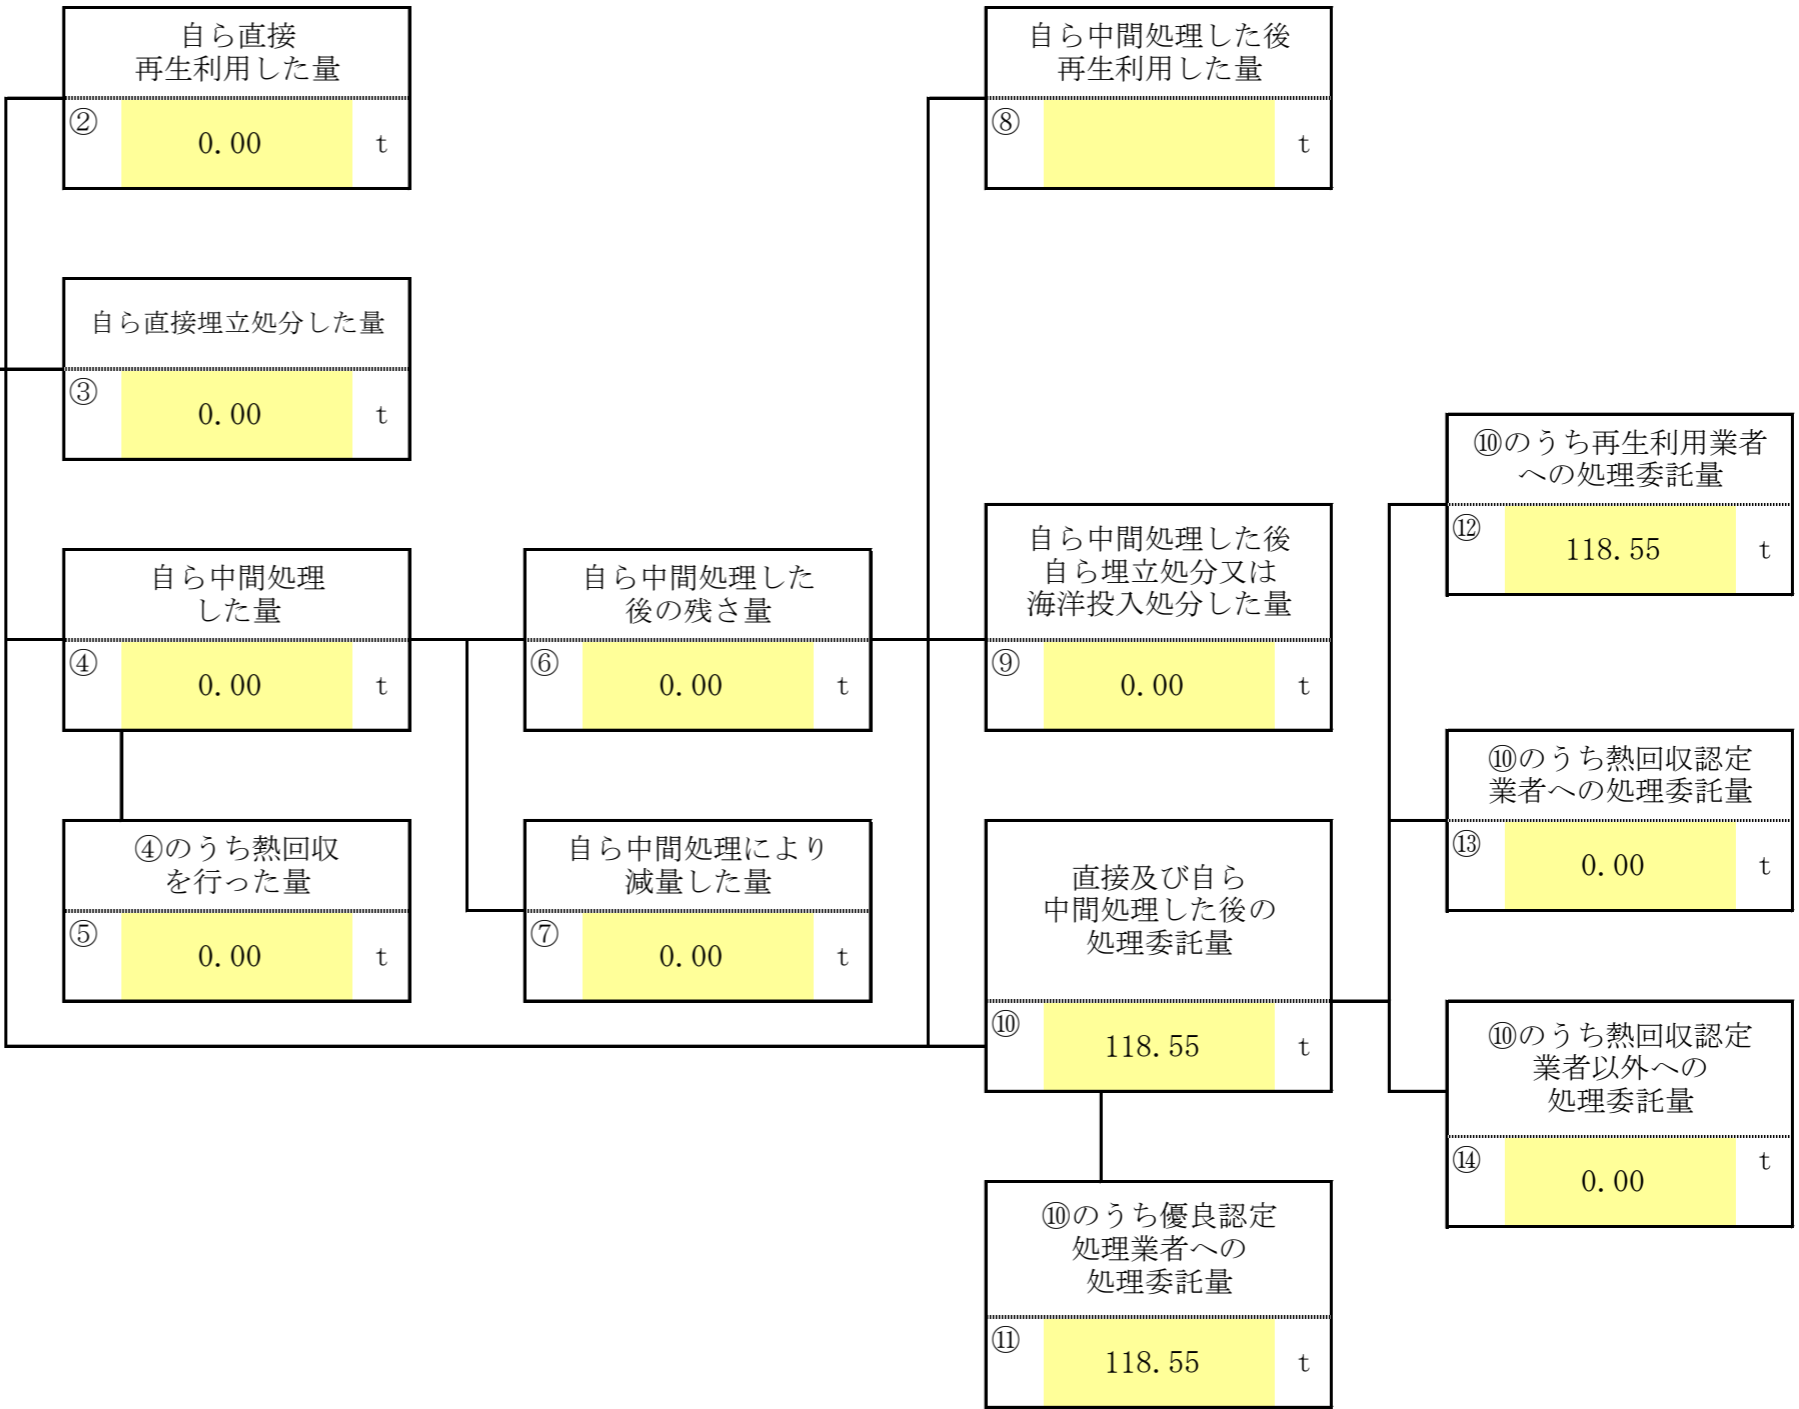 自ら直接
再生利用した量
② 0.00 t
自ら中間処理した後
再生利用した量
⑧ t
自ら直接埋立処分した量
③ 0.00 t
⑩のうち再生利用業者
への処理委託量
⑫ 118.55 t
自ら中間処理
した量
④ 0.00 t
自ら中間処理した
後の残さ量
⑥ 0.00 t
自ら中間処理した後
自ら埋立処分又は
海洋投入処分した量
⑨ 0.00 t
⑩のうち熱回収認定
業者への処理委託量
⑬ 0.00 t
④のうち熱回収
を行った量
⑤ 0.00 t
自ら中間処理により
減量した量
⑦ 0.00 t
直接及び自ら
中間処理した後の
処理委託量
⑩ 118.55 t
⑩のうち熱回収認定
業者以外への
処理委託量
⑭ 0.00 t
⑩のうち優良認定
処理業者への
処理委託量
⑪ 118.55 t